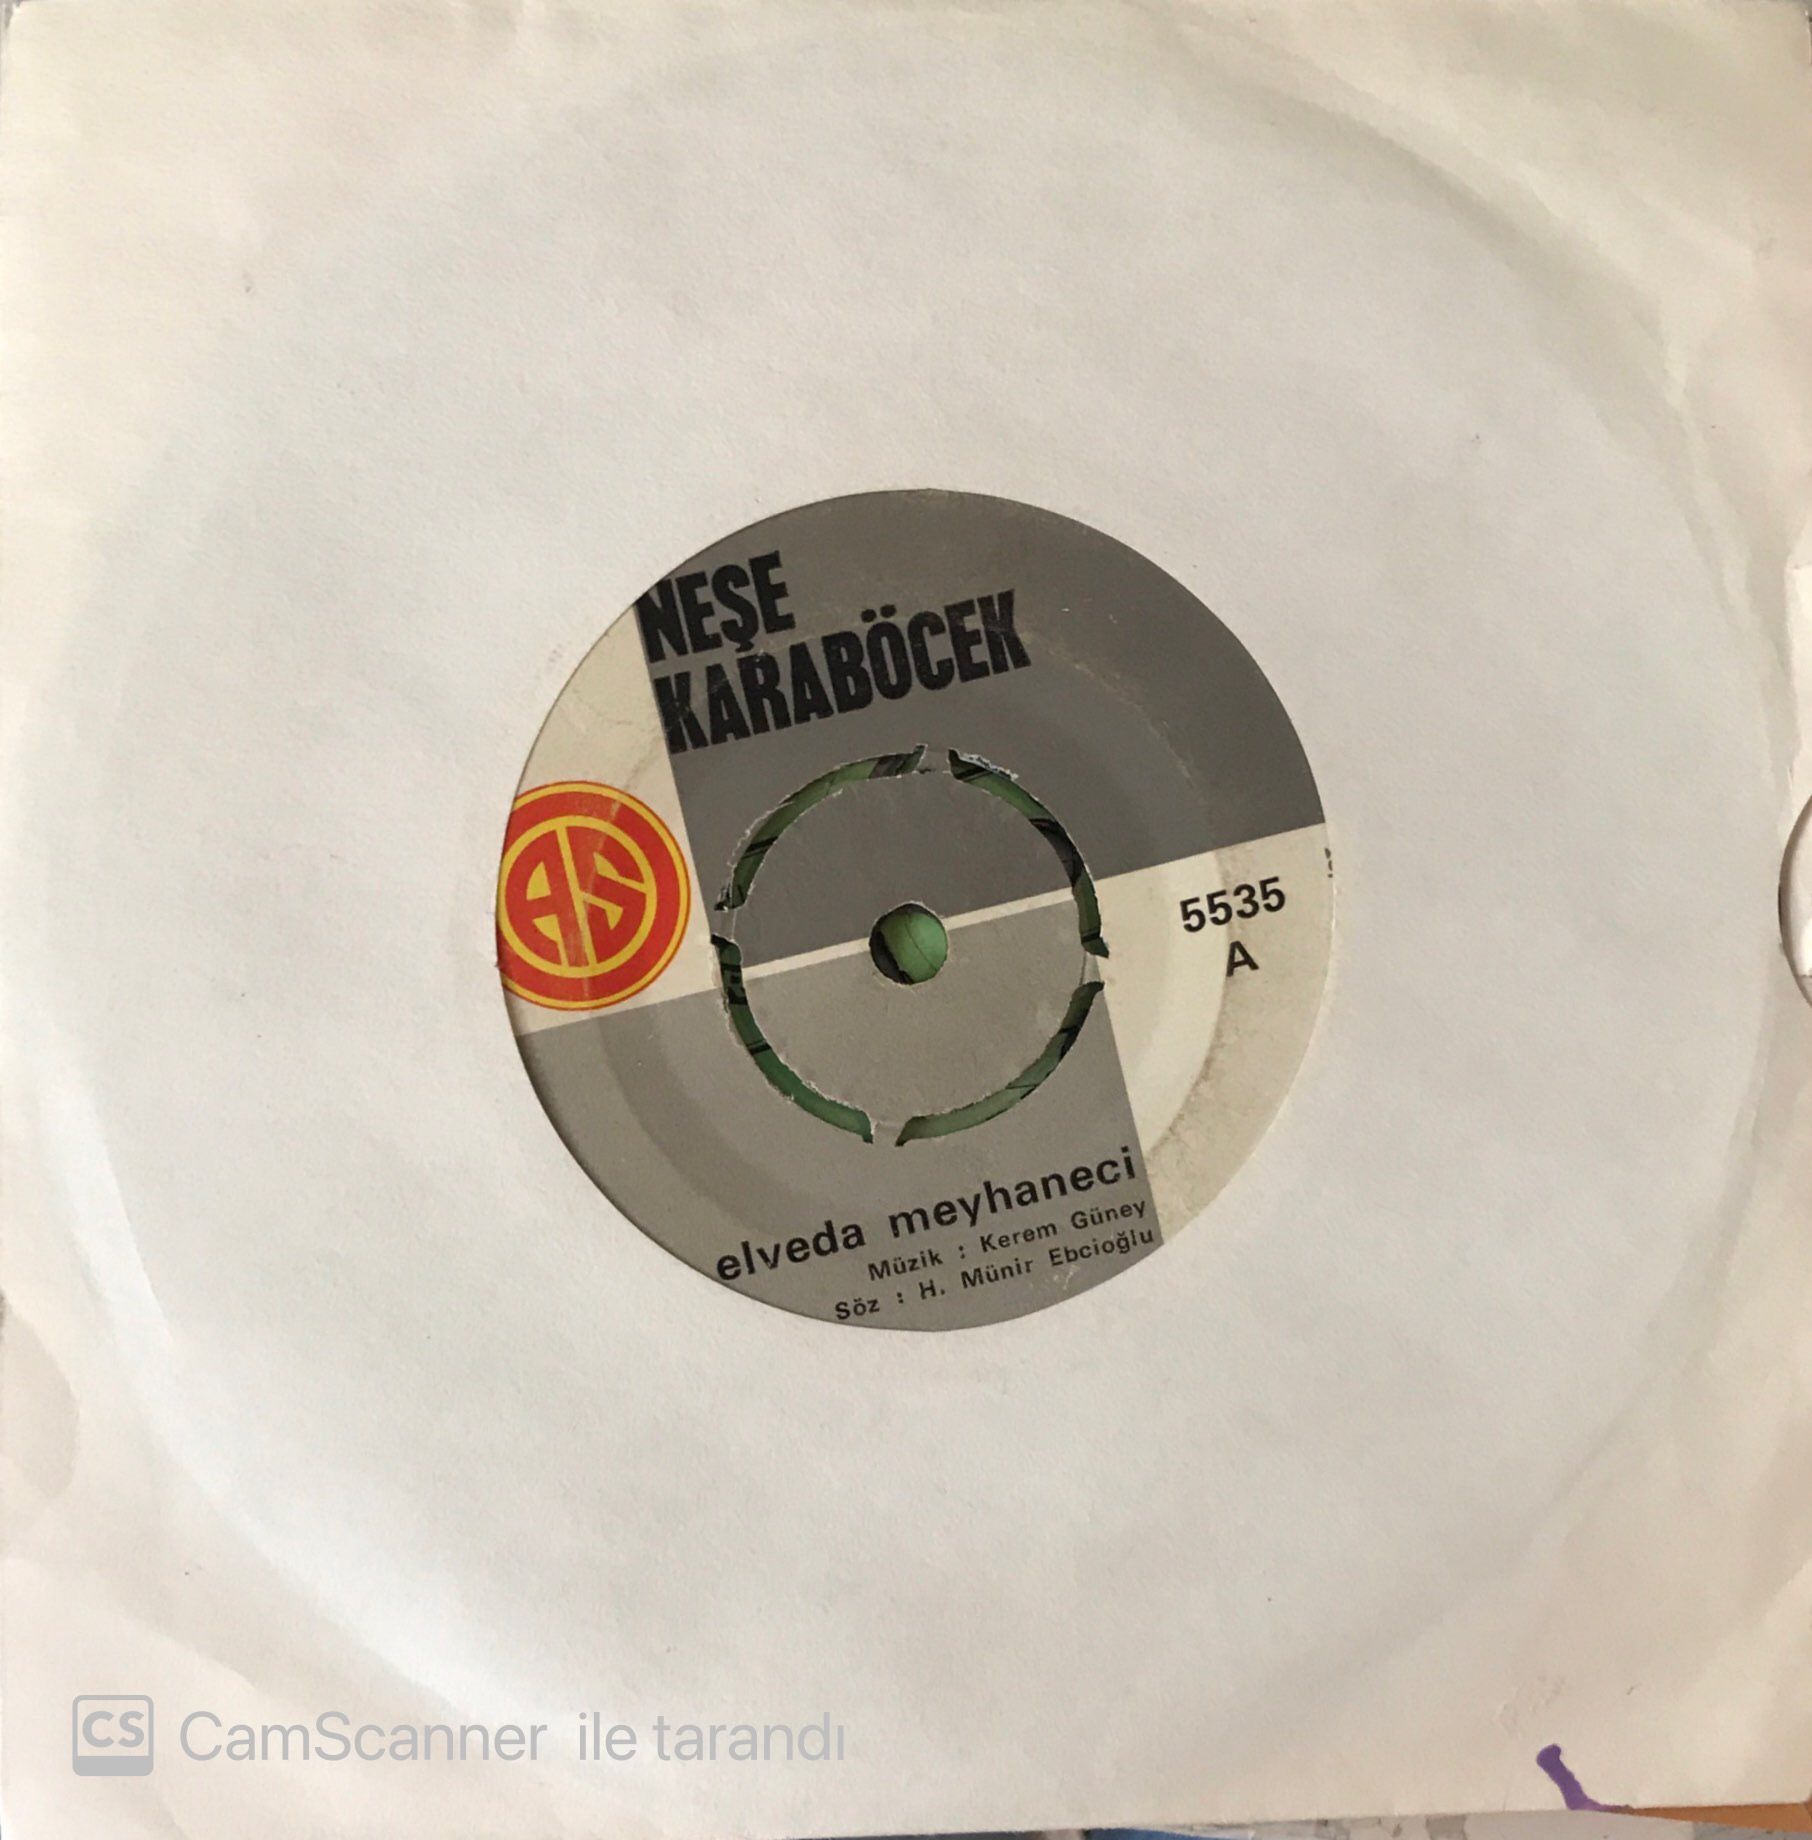 NEŞE
KARABÖCEK
AS
5535
A
elveda meyhaneci
Müzik : Kerem Güney
Söz : H. Münir Ebcioğlu
CS CamScanner ile tarandı